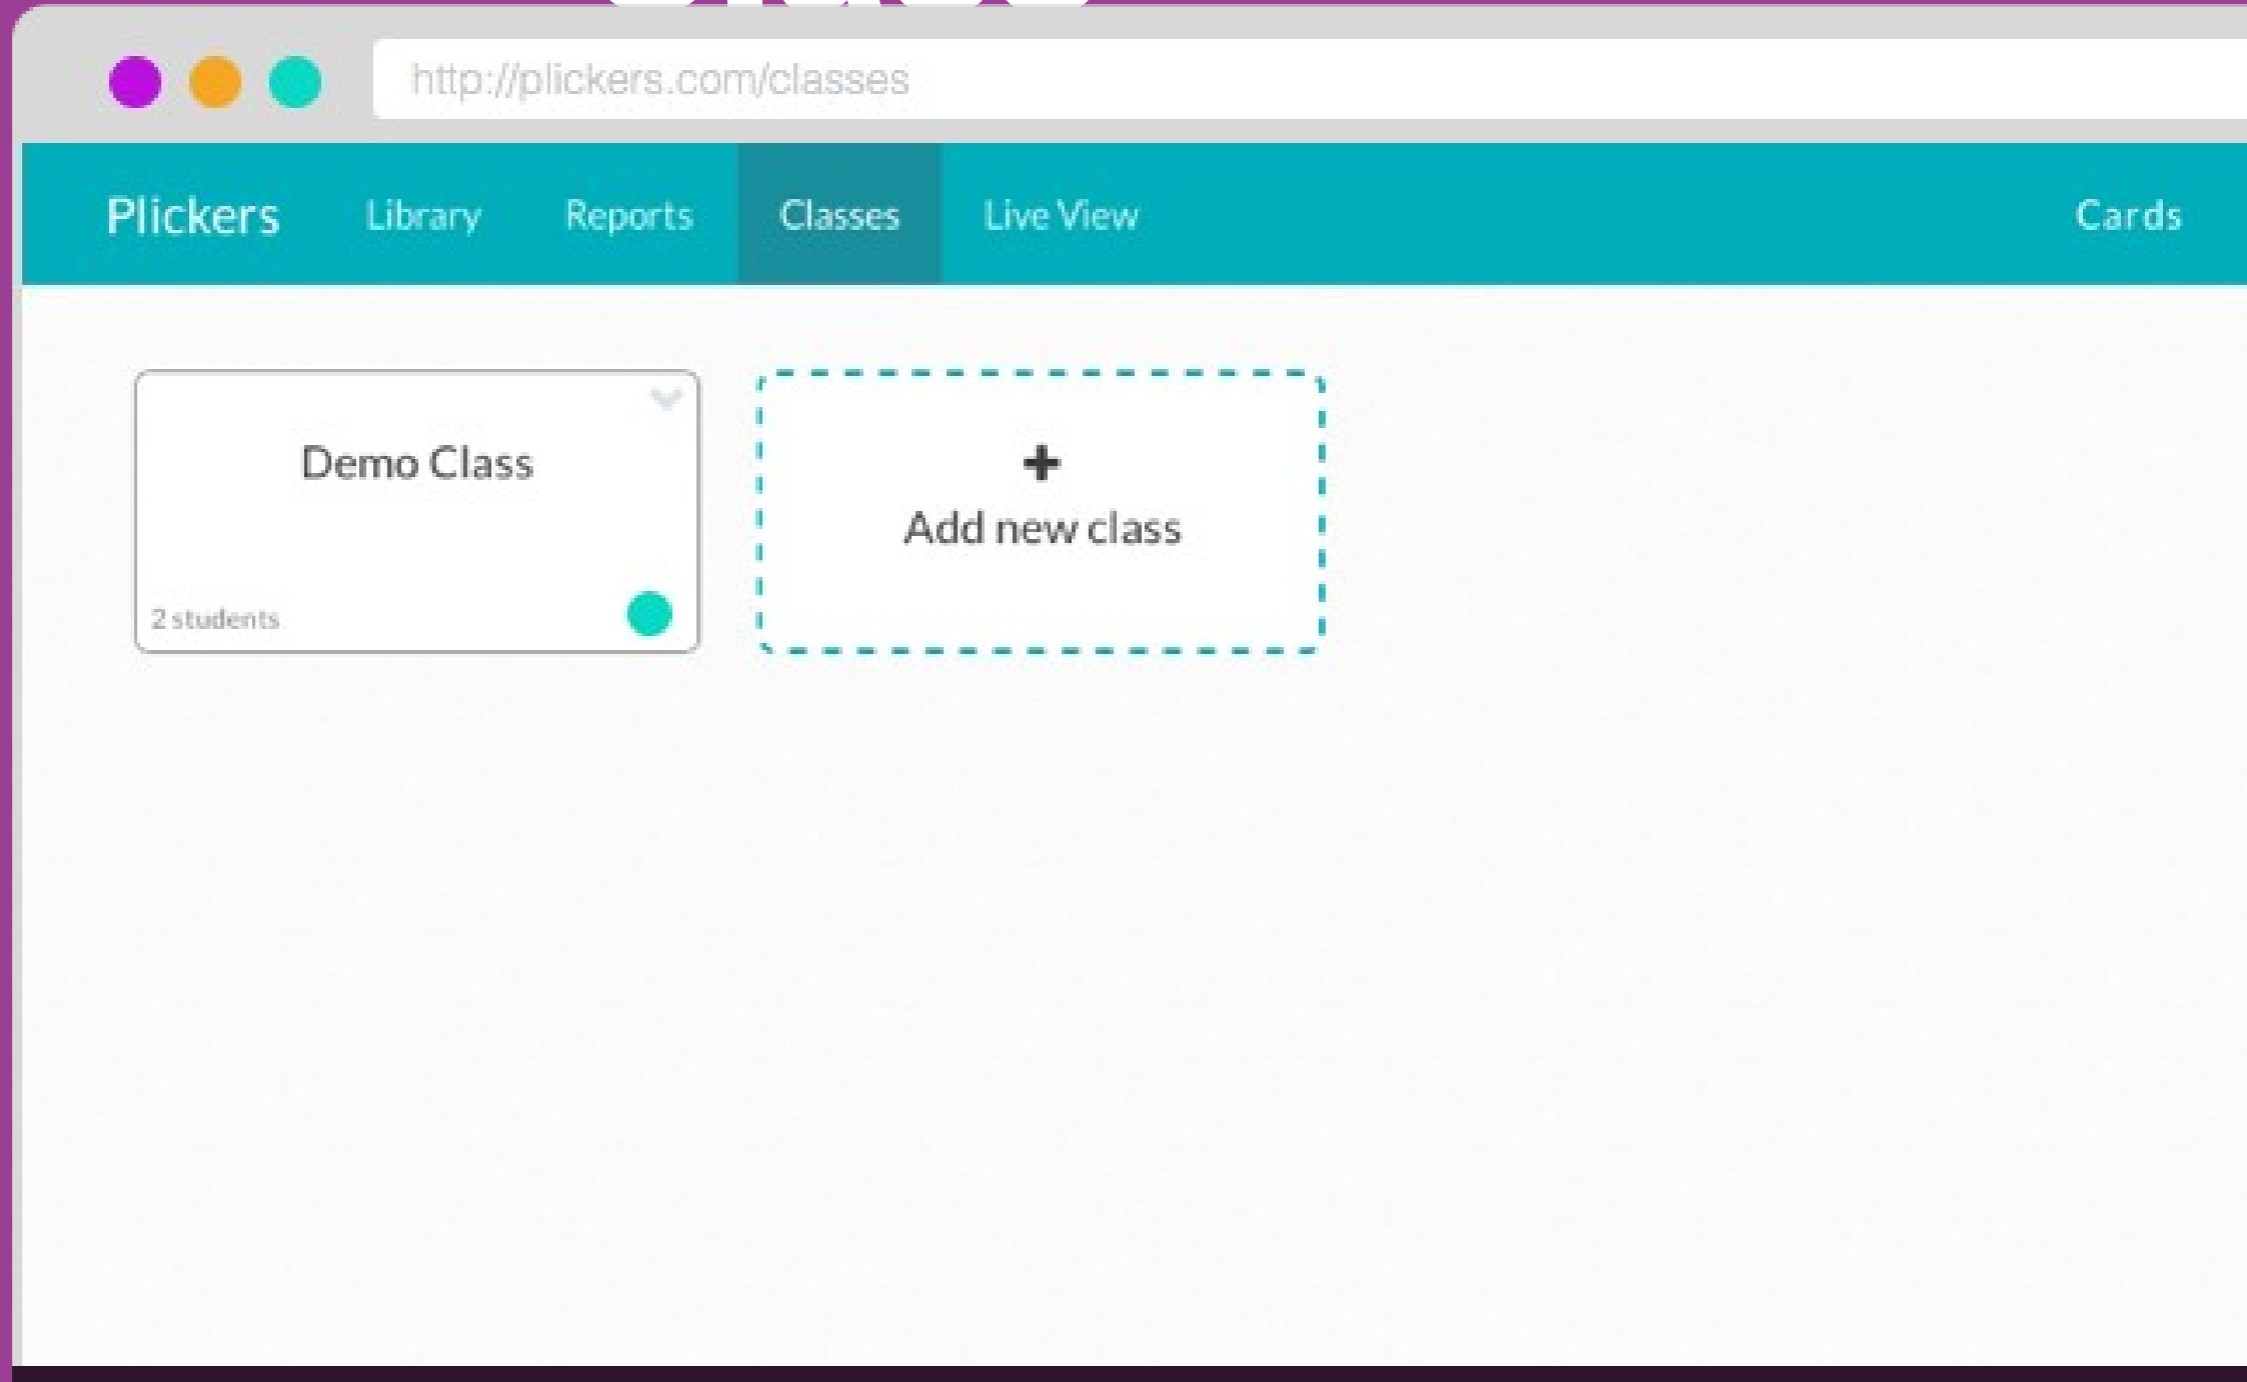 http://plickers.com/classes
Plickers Library Reports Classes Live View Cards
Demo Class
2 students
+
Add new class